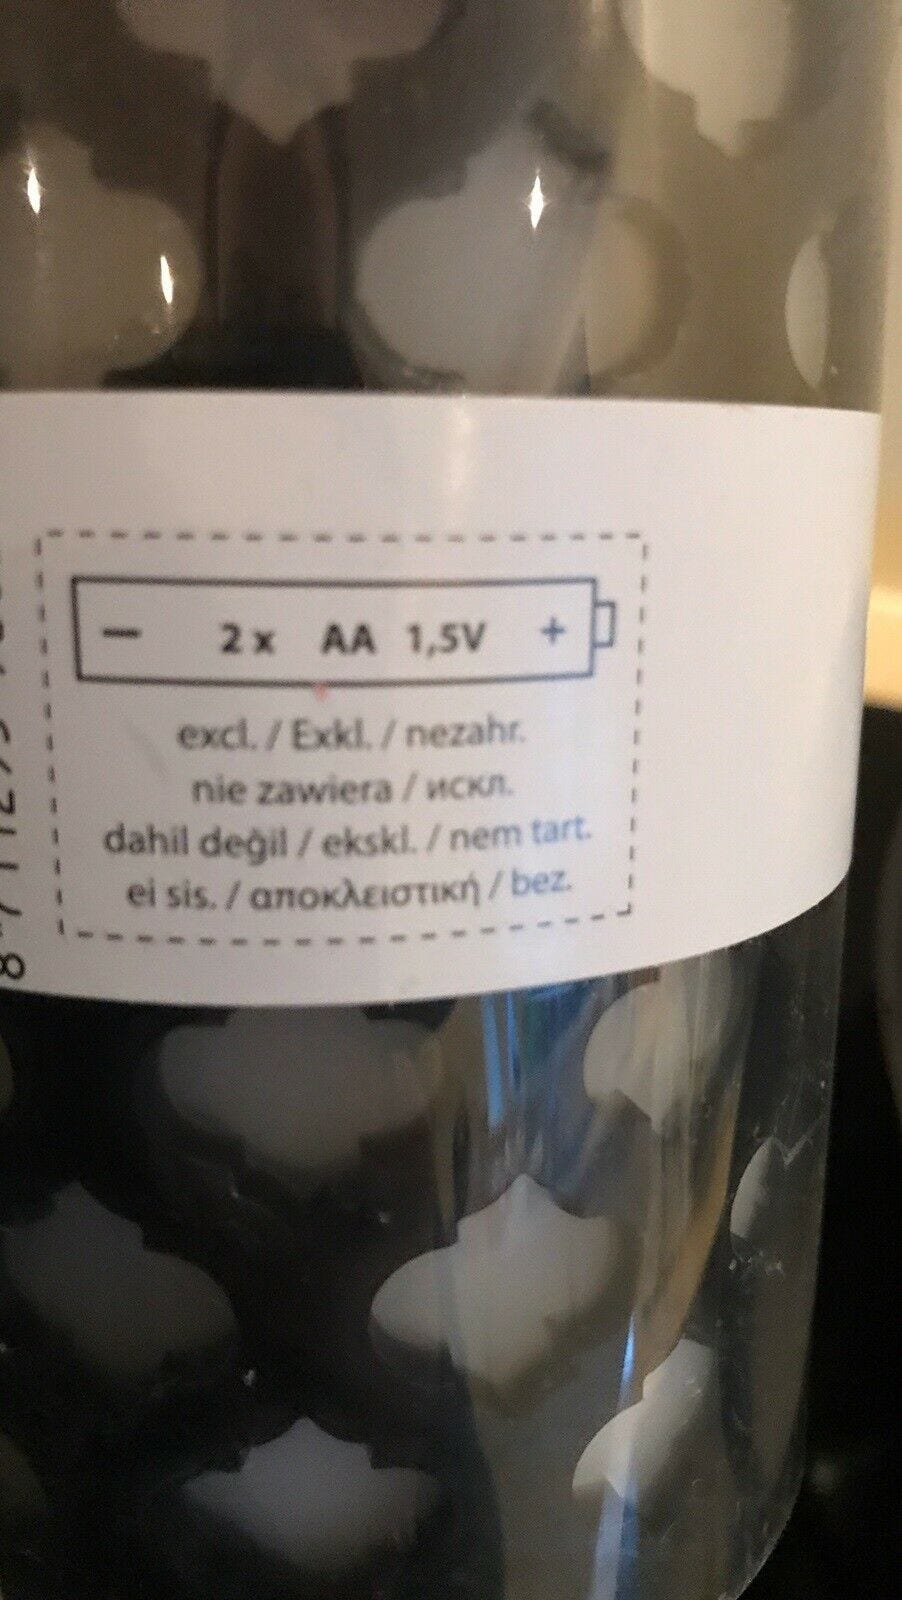 − 2 x AA 1,5V +
excl. / Exkl. / nezahr.
nie zawiera / искл.
dahil değil / ekskl. / nem tart.
ei sis. / αποκλειστική / bez.